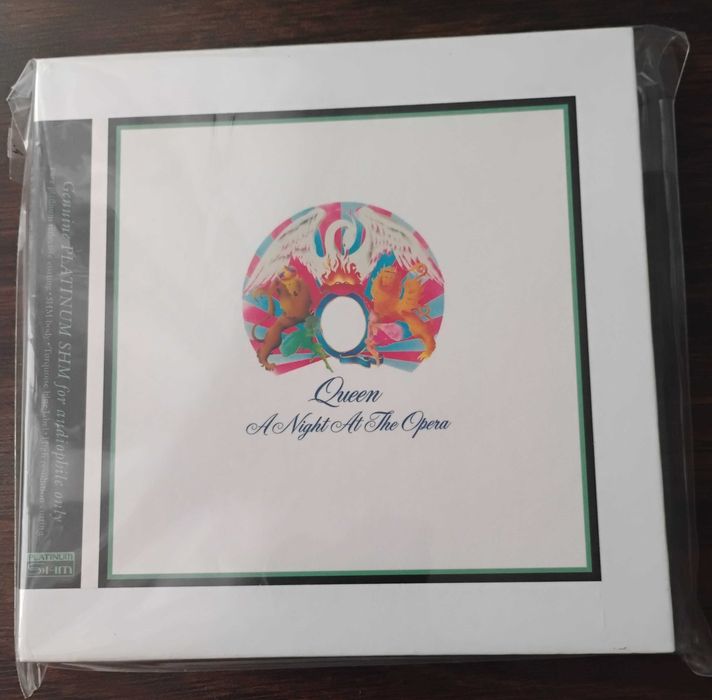 Genuine PLATINUM SHM for audiophile only
Queen
A Night At The Opera
PLATINUM
SHM